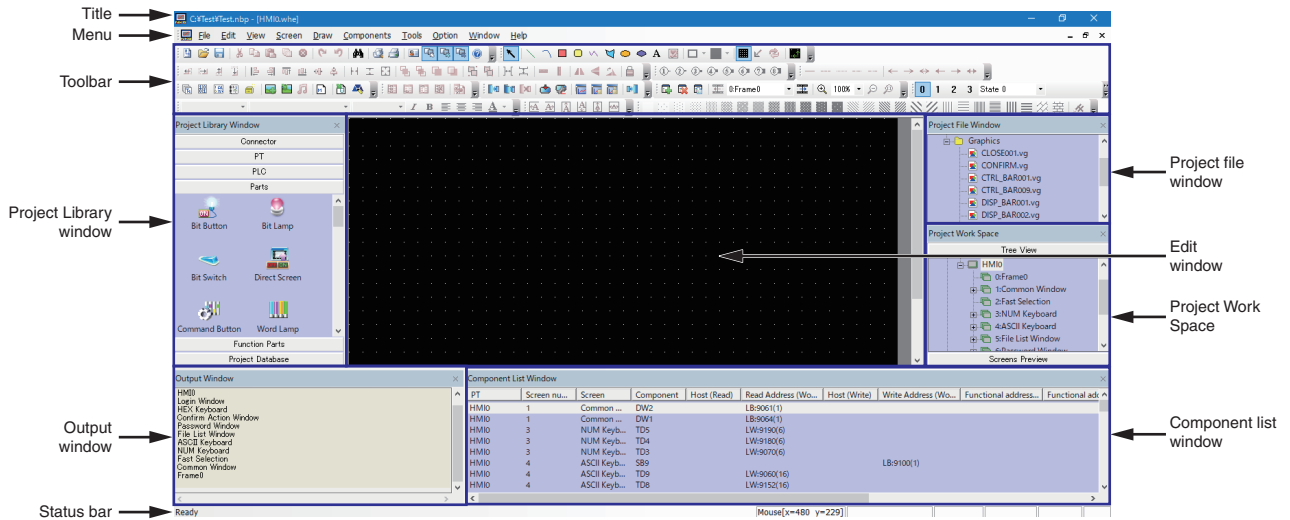 Title
C:¥Test¥Test.nbp - [HMI0.whe]
Menu
File Edit View Screen Draw Components Tools Option Window Help
Toolbar
0:Frame0
100%
0 1 2 3 State 0
Project Library Window
Connector
PT
PLC
Parts
Bit Button
Bit Lamp
Bit Switch
Direct Screen
Command Button
Word Lamp
Function Parts
Project Database
Project Library
window
Project File Window
Graphics
CLOSE001.vg
CONFIRM.vg
CTRL_BAR001.vg
CTRL_BAR009.vg
DISP_BAR001.vg
DISP_BAR002.vg
Project file
window
Project Work Space
Tree View
HMI0
0:Frame0
1:Common Window
2:Fast Selection
3:NUM Keyboard
4:ASCII Keyboard
5:File List Window
6:Password Window
Screens Preview
Edit
window
Project Work
Space
Output Window
HMI0
Login Window
HEX Keyboard
Confirm Action Window
Password Window
File List Window
ASCII Keyboard
NUM Keyboard
Fast Selection
Common Window
Frame0
Output
window
Component List Window
PT Screen nu... Screen Component Host (Read) Read Address (Wo... Host (Write) Write Address (Wo... Functional address... Functional adc
HMI0 1 Common ... DW2 LB:9061(1)
HMI0 1 Common ... DW1 LB:9064(1)
HMI0 3 NUM Keyb... TD5 LW:9190(6)
HMI0 3 NUM Keyb... TD4 LW:9180(6)
HMI0 3 NUM Keyb... TD3 LW:9070(6)
HMI0 4 ASCII Keyb... SB9 LB:9100(1)
HMI0 4 ASCII Keyb... TD9 LW:9060(16)
HMI0 4 ASCII Keyb... TD8 LW:9152(16)
Component list
window
Status bar
Ready
Mouse[x=480 y=229]